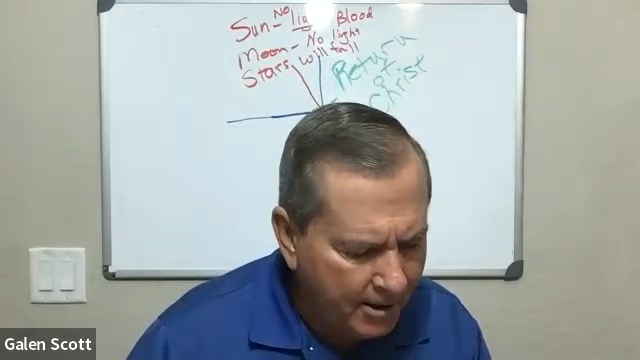 Sun - No light Blood
Moon - No light
Stars will fall
Return
of
Christ
Galen Scott